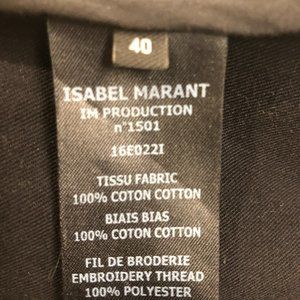 40
ISABEL MARANT
IM PRODUCTION
n°1501
16E022I
TISSU FABRIC
100% COTON COTTON
BIAIS BIAS
100% COTON COTTON
FIL DE BRODERIE
EMBROIDERY THREAD
100% POLYESTER